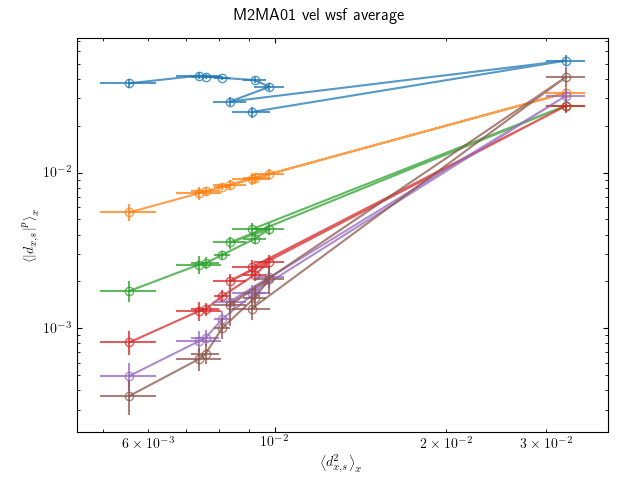 M2MA01 vel wsf average
10⁻²
10⁻³
⟨|d_{x,s}|^p⟩_x
6 × 10⁻³
10⁻²
2 × 10⁻²
3 × 10⁻²
⟨d²_{x,s}⟩_x